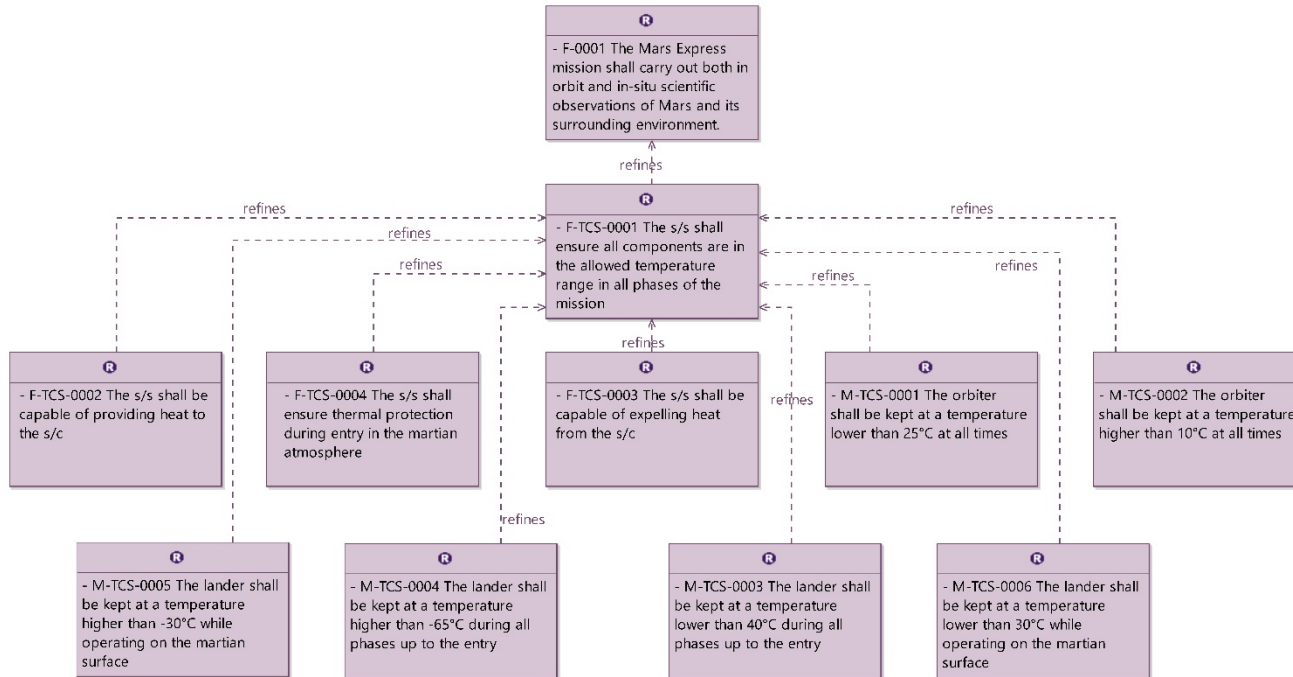 R
- F-0001 The Mars Express
mission shall carry out both in
orbit and in-situ scientific
observations of Mars and its
surrounding environment.
refines
R
- F-TCS-0001 The s/s shall
ensure all components are in
the allowed temperature
range in all phases of the
mission
refines
refines
refines
refines
refines
refines
refines
refines
refines
R
- F-TCS-0002 The s/s shall be
capable of providing heat to
the s/c
R
- F-TCS-0004 The s/s shall
ensure thermal protection
during entry in the martian
atmosphere
R
- F-TCS-0003 The s/s shall be
capable of expelling heat
from the s/c
R
- M-TCS-0001 The orbiter
shall be kept at a temperature
lower than 25°C at all times
R
- M-TCS-0002 The orbiter
shall be kept at a temperature
higher than 10°C at all times
R
- M-TCS-0005 The lander shall
be kept at a temperature
higher than -30°C while
operating on the martian
surface
R
- M-TCS-0004 The lander shall
be kept at a temperature
higher than -65°C during all
phases up to the entry
R
- M-TCS-0003 The lander shall
be kept at a temperature
lower than 40°C during all
phases up to the entry
R
- M-TCS-0006 The lander shall
be kept at a temperature
lower than 30°C while
operating on the martian
surface